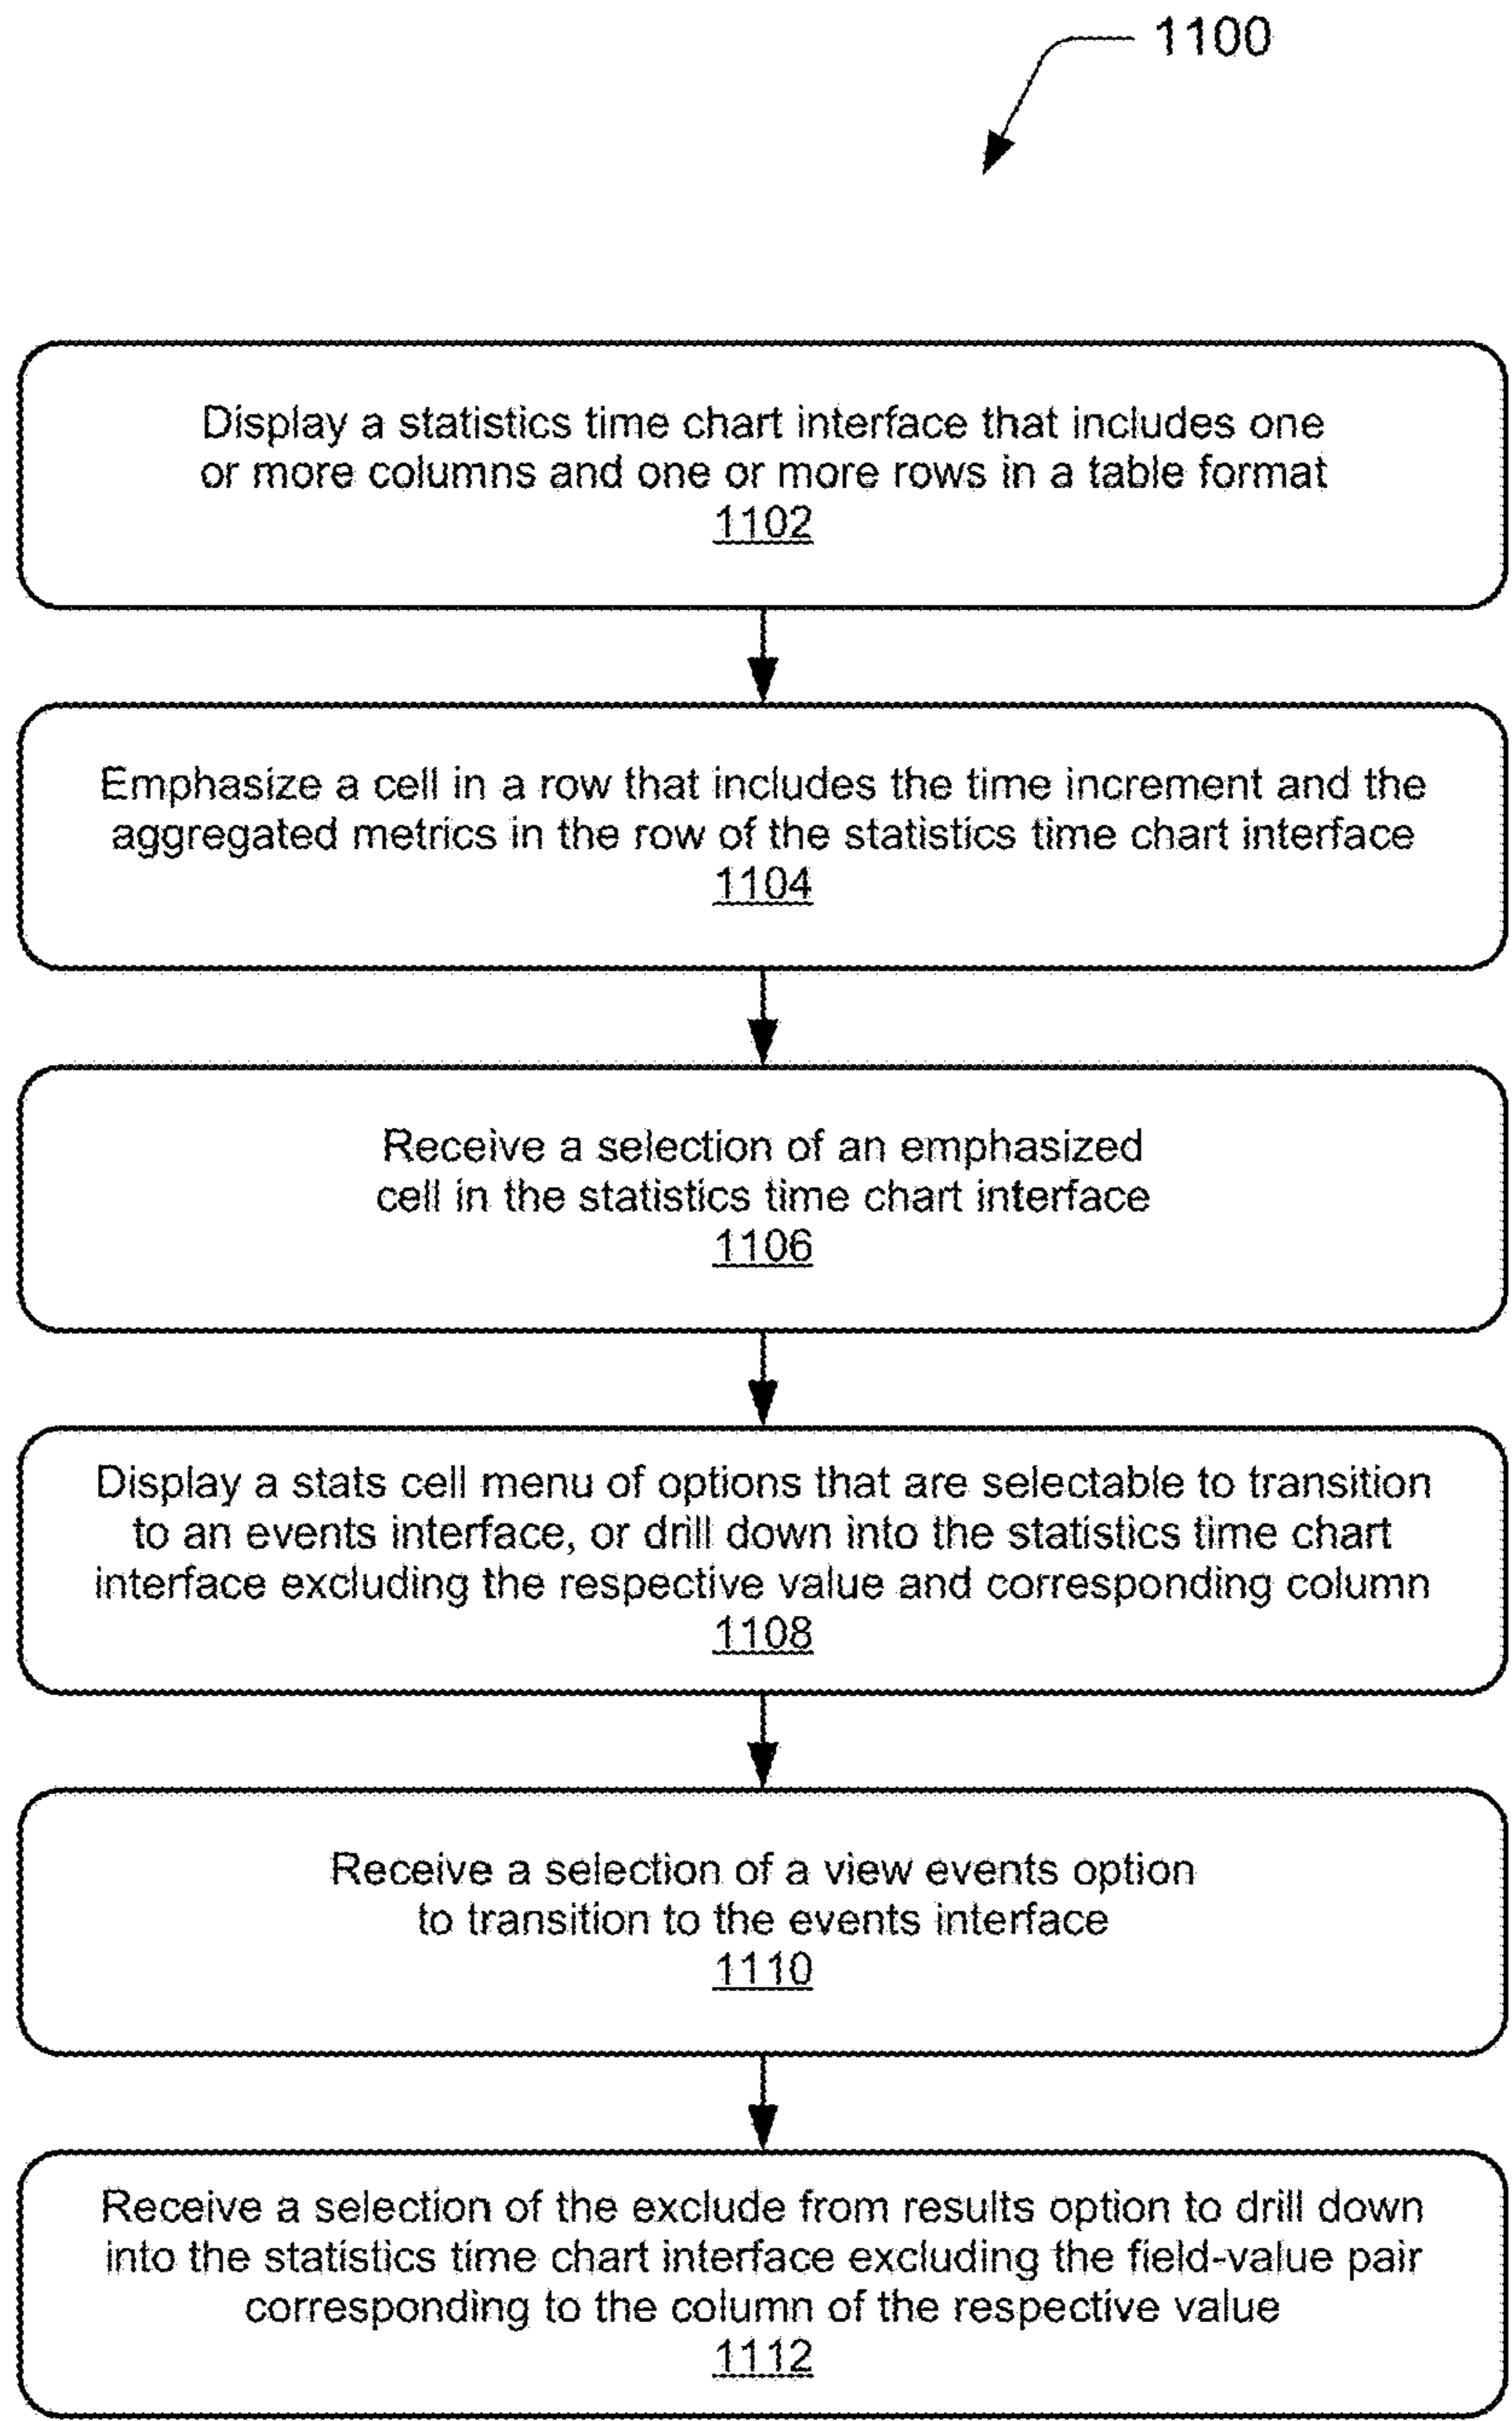 1100
Display a statistics time chart interface that includes one
or more columns and one or more rows in a table format
1102
Emphasize a cell in a row that includes the time increment and the
aggregated metrics in the row of the statistics time chart interface
1104
Receive a selection of an emphasized
cell in the statistics time chart interface
1106
Display a stats cell menu of options that are selectable to transition
to an events interface, or drill down into the statistics time chart
interface excluding the respective value and corresponding column
1108
Receive a selection of a view events option
to transition to the events interface
1110
Receive a selection of the exclude from results option to drill down
into the statistics time chart interface excluding the field-value pair
corresponding to the column of the respective value
1112